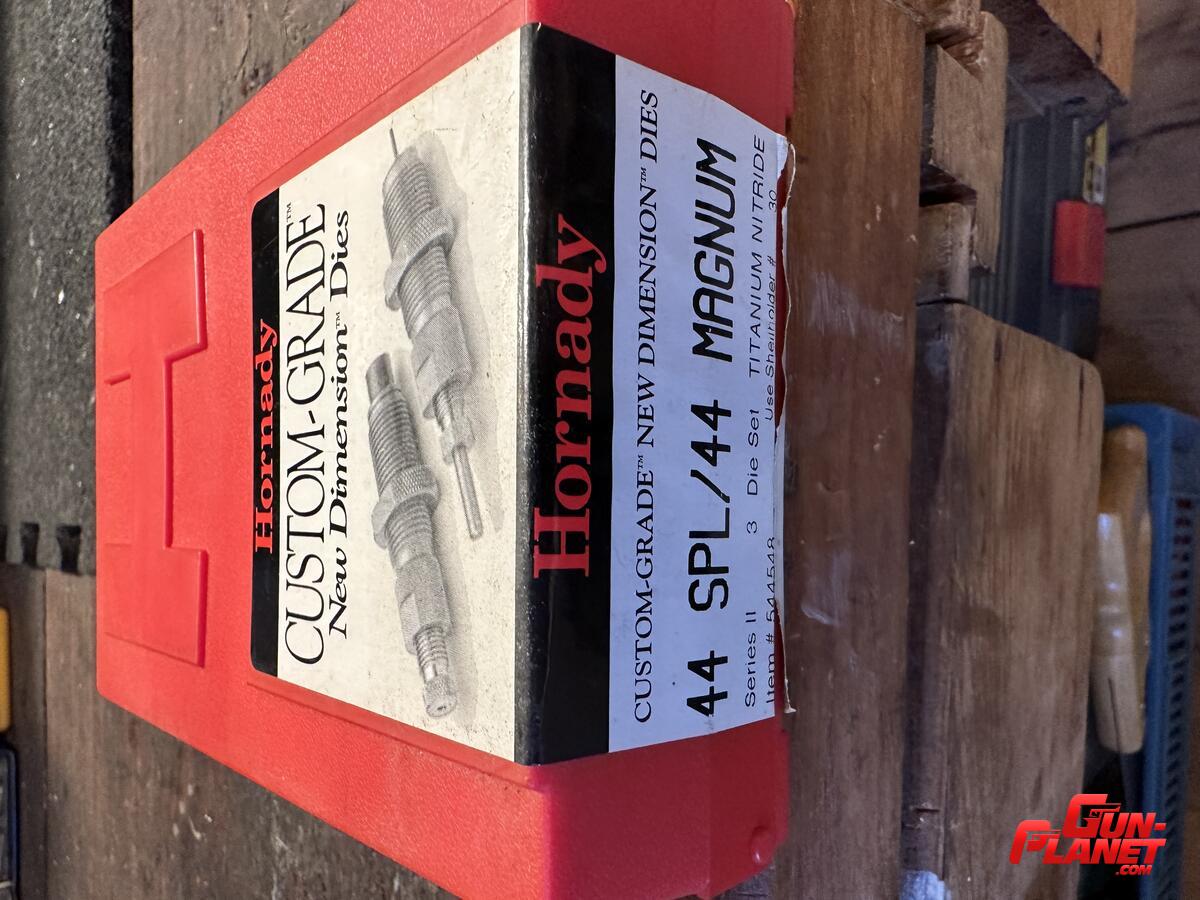 Hornady
CUSTOM-GRADE™
New Dimension™ Dies
Hornady
CUSTOM-GRADE™ NEW DIMENSION™ DIES
44 SPL/44 MAGNUM
Series II 3 Die Set TITANIUM NITRIDE
Item # 544548 Use Shellholder # 30
GUN-
PLANET
.COM